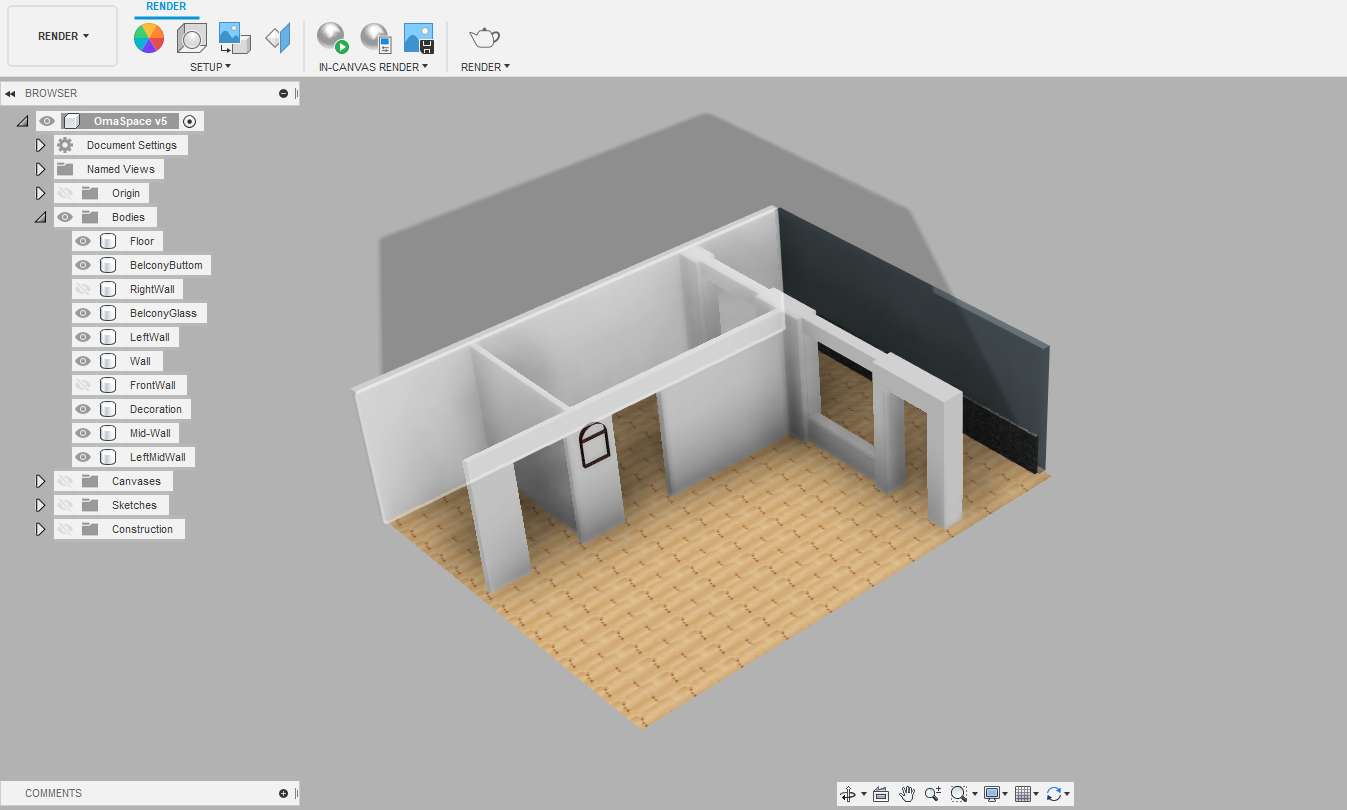 RENDER
RENDER
SETUP
IN-CANVAS RENDER
RENDER
BROWSER
OmaSpace v5
Document Settings
Named Views
Origin
Bodies
Floor
BelconyButtom
RightWall
BelconyGlass
LeftWall
Wall
FrontWall
Decoration
Mid-Wall
LeftMidWall
Canvases
Sketches
Construction
COMMENTS